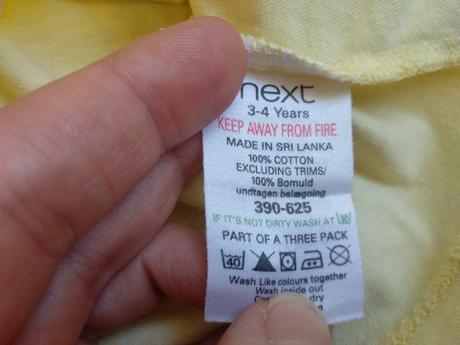 next
3-4 Years
KEEP AWAY FROM FIRE
MADE IN SRI LANKA
100% COTTON
EXCLUDING TRIMS/
100% Bomuld
undtagen belægning
390-625
IF IT'S NOT DIRTY WASH AT
PART OF A THREE PACK
40
Wash Like colours together
Wash inside out
dry